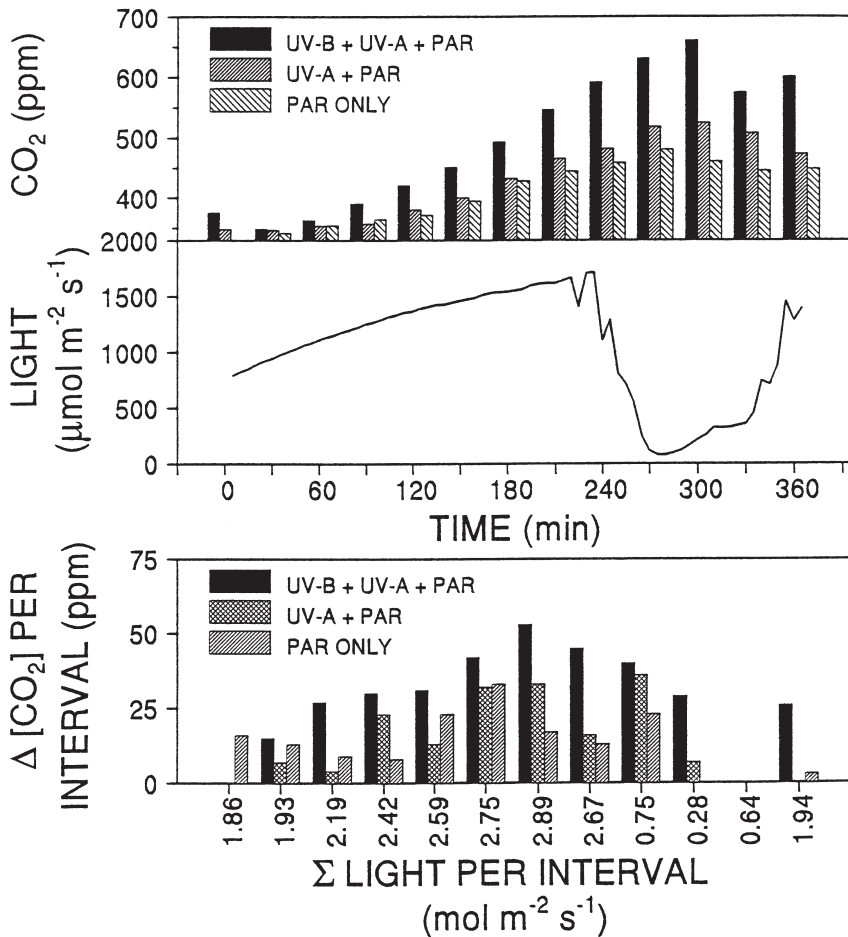 CO₂ (ppm)
700
600
500
400
UV-B + UV-A + PAR
UV-A + PAR
PAR ONLY
LIGHT
(μmol m⁻² s⁻¹)
2000
1500
1000
500
0
0 60 120 180 240 300 360
TIME (min)
Δ [CO₂] PER
INTERVAL (ppm)
75
50
25
0
UV-B + UV-A + PAR
UV-A + PAR
PAR ONLY
1.86 1.93 2.19 2.42 2.59 2.75 2.89 2.67 0.75 0.28 0.64 1.94
Σ LIGHT PER INTERVAL
(mol m⁻² s⁻¹)